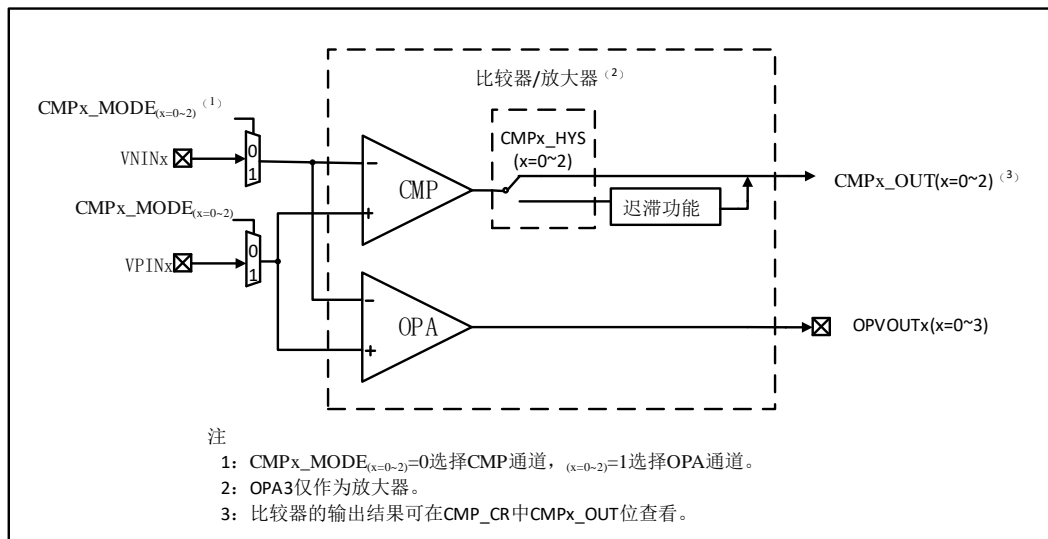 比较器/放大器（2）
CMPx_MODE(x=0~2)（1）
CMPx_HYS
(x=0~2)
0
1
VNINx
－
CMP
CMPx_OUT(x=0~2)（3）
CMPx_MODE(x=0~2)
+
迟滞功能
0
1
VPINx
－
OPA
OPVOUTx(x=0~3)
+
注
1：CMPx_MODE(x=0~2)=0选择CMP通道，(x=0~2)=1选择OPA通道。
2：OPA3仅作为放大器。
3：比较器的输出结果可在CMP_CR中CMPx_OUT位查看。